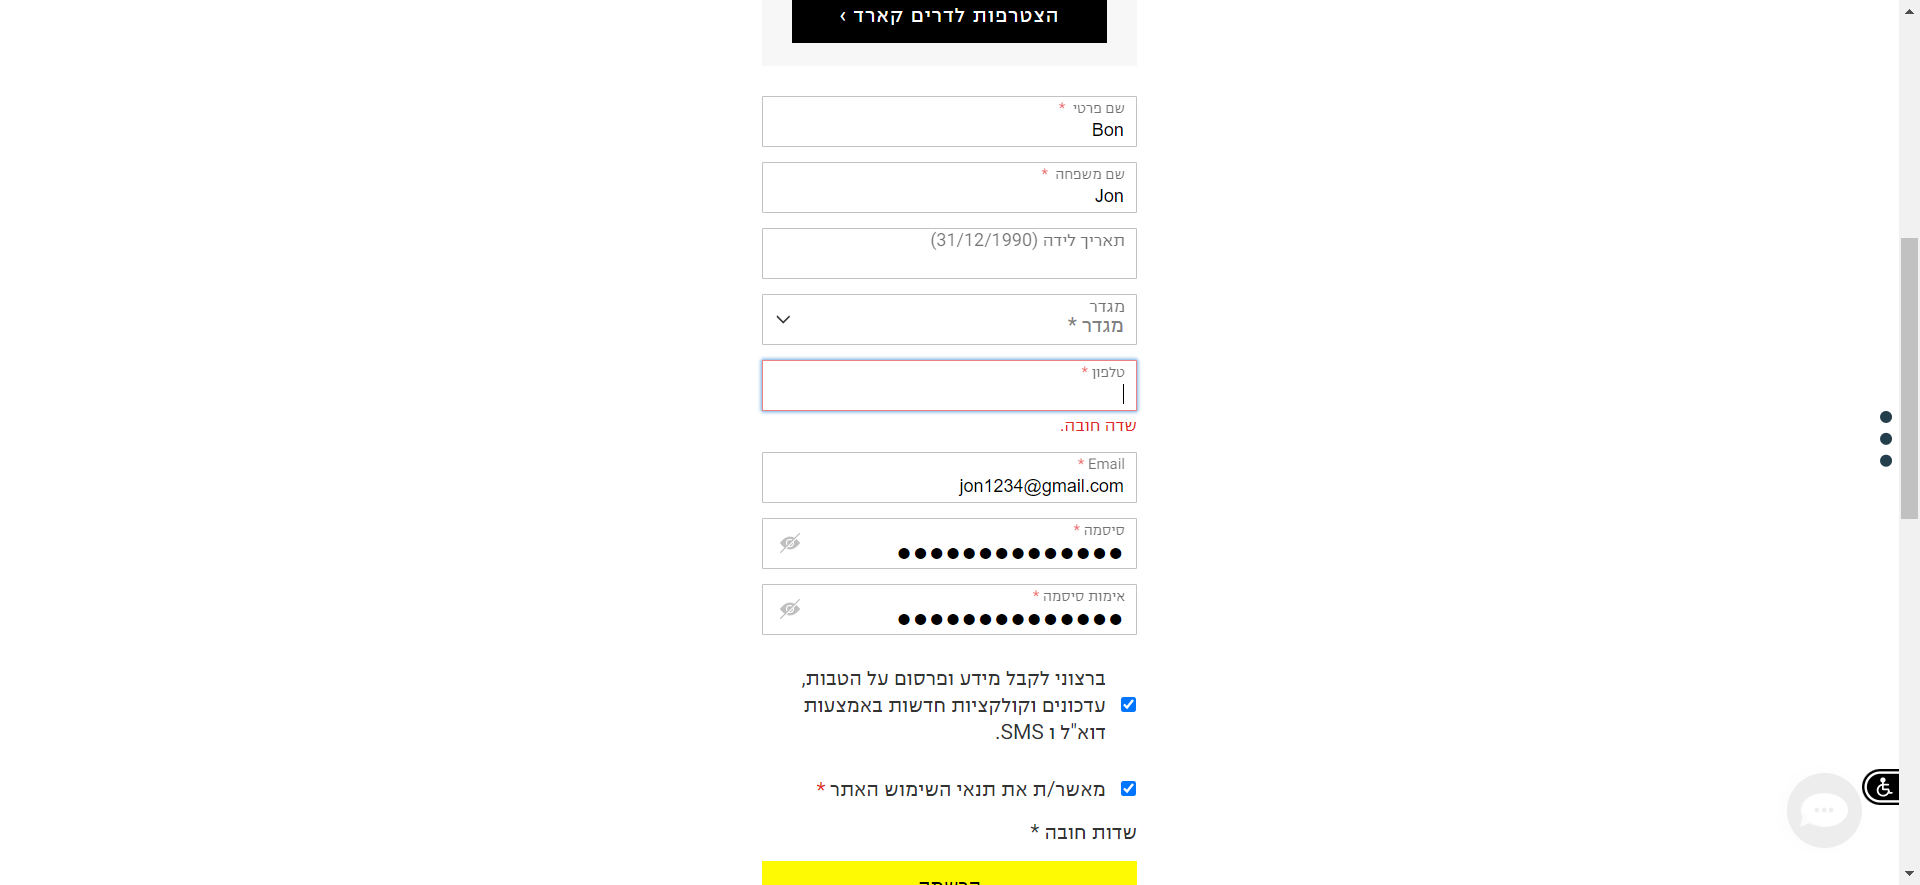 הצטרפות לדרים קארד ›
שם פרטי *
Bon
שם משפחה *
Jon
תאריך לידה (31/12/1990)
מגדר
מגדר *
טלפון *
שדה חובה.
Email *
jon1234@gmail.com
סיסמה *
●●●●●●●●●●●●●●
אימות סיסמה *
●●●●●●●●●●●●●●
ברצוני לקבל מידע ופרסום על הטבות,
עדכונים וקולקציות חדשות באמצעות
דוא"ל ו SMS.
מאשר/ת את תנאי השימוש האתר *
שדות חובה *